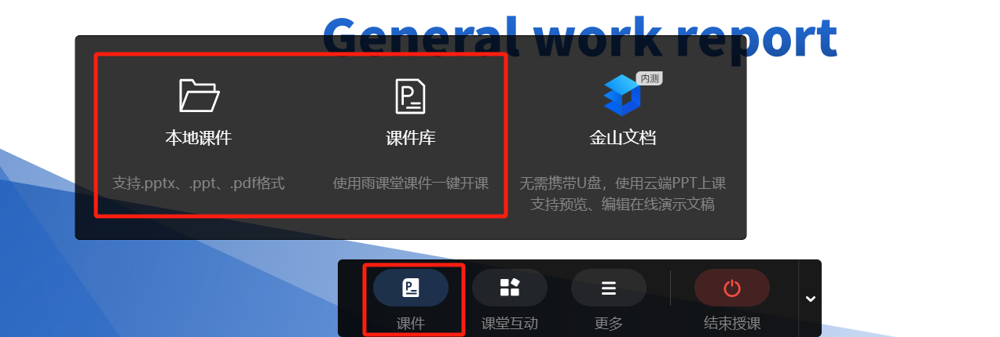 General work report
内测
本地课件
课件库
金山文档
支持.pptx、.ppt、.pdf格式
使用雨课堂课件一键开课
无需携带U盘，使用云端PPT上课
支持预览、编辑在线演示文稿
课件
课堂互动
更多
结束授课